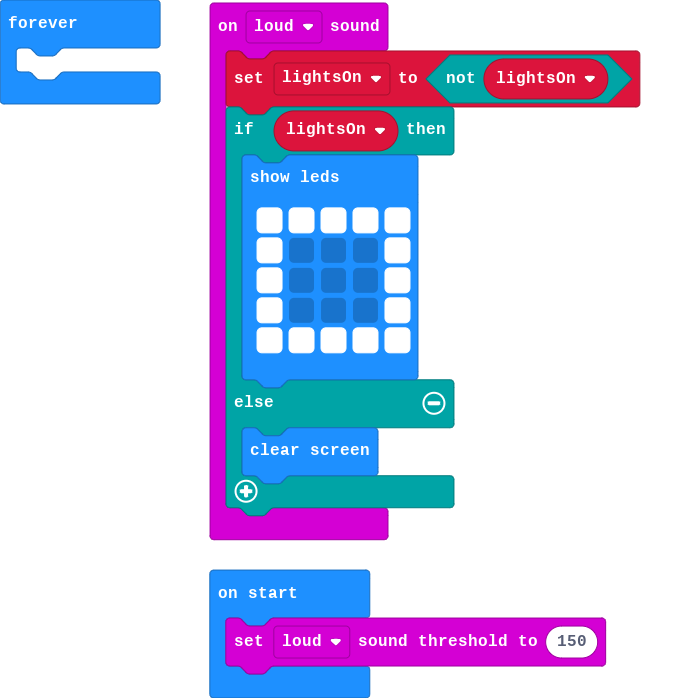 forever
on loud sound
set lightsOn to not lightsOn
if lightsOn then
show leds
else
clear screen
on start
set loud sound threshold to 150